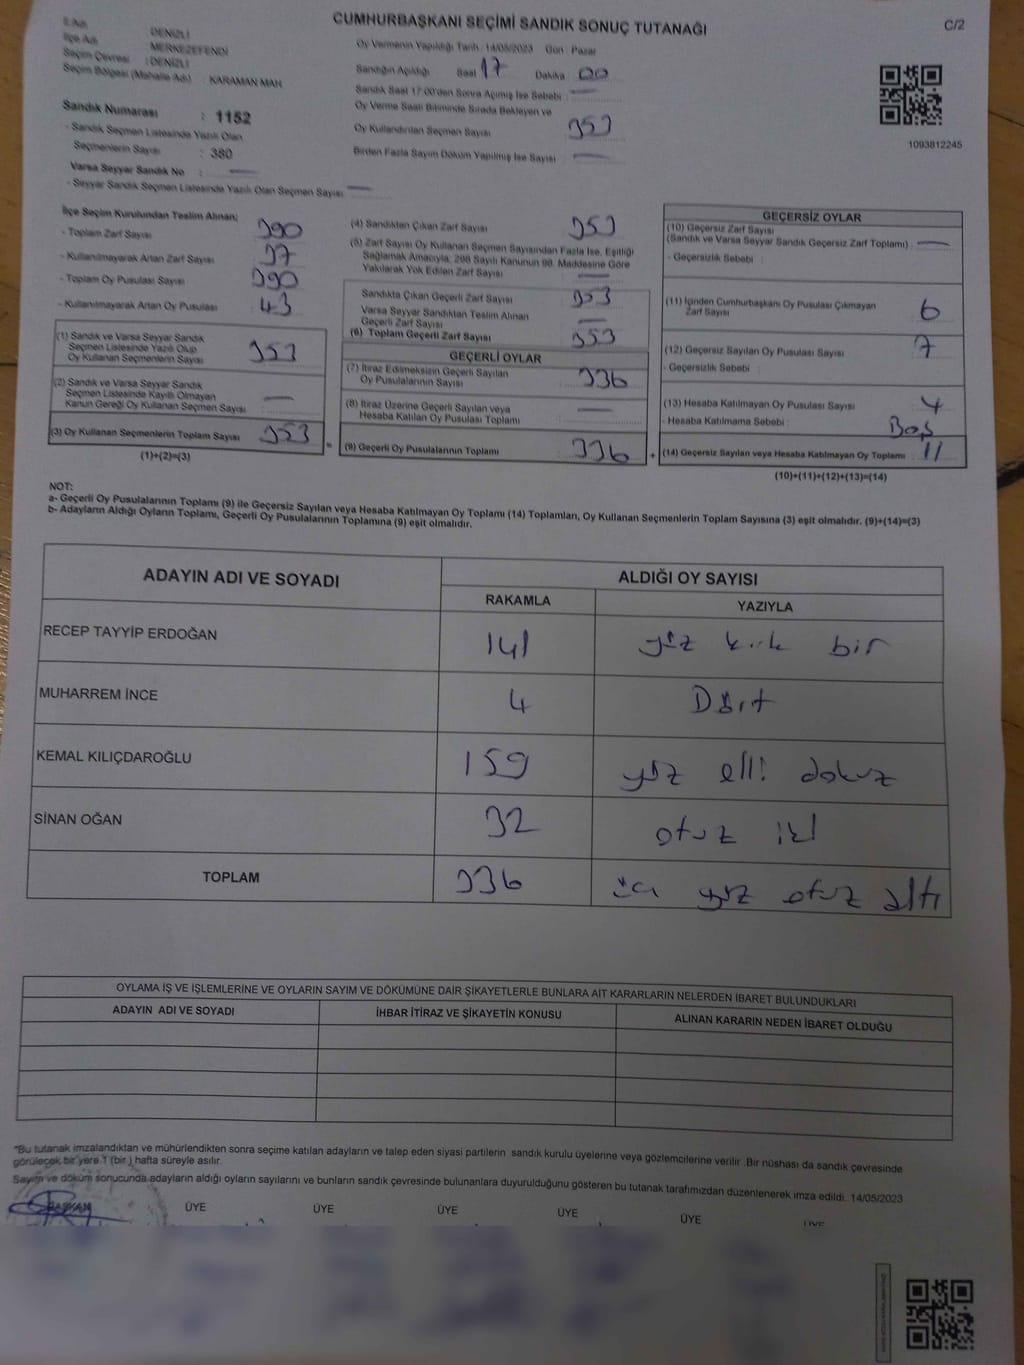 CUMHURBAŞKANI SEÇİMİ SANDIK SONUÇ TUTANAĞI
C/2
İli Adı : DENİZLİ
İlçe Adı : MERKEZEFENDİ
Seçim Çevresi : DENİZLİ
Seçim Bölgesi (Mahalle Adı) : KARAMAN MAH
Sandık Numarası : 1152
- Sandık Seçmen Listesinde Yazılı Olan
Seçmenlerin Sayısı : 380
Varsa Seyyar Sandık No : —
- Seyyar Sandık Seçmen Listesinde Yazılı Olan Seçmen Sayısı : —
Oy Vermenin Yapıldığı Tarih :14/05/2023 Gün : Pazar
Sandığın Açıldığı Saat 17 Dakika 00
Sandık Saat 17:00'den Sonra Açımış İse Sebebi : —
Oy Verme Saati Bitiminde Sırada Bekleyen ve
Oy Kullandırılan Seçmen Sayısı : 353
Birden Fazla Sayım Döküm Yapılmış İse Sayısı : —
1093812245
İlçe Seçim Kurulundan Teslim Alınan;
- Toplam Zarf Sayısı : 390
- Kullanılmayarak Artan Zarf Sayısı : 37
- Toplam Oy Pusulası Sayısı : 390
- Kullanılmayarak Artan Oy Pusulası : 43
(1) Sandık ve Varsa Seyyar Sandık
Seçmen Listesinde Yazılı Olup
Oy Kullanan Seçmenlerin Sayısı : 353
(2) Sandık ve Varsa Seyyar Sandık
Seçmen Listesinde Kayıtlı Olmayan
Kanun Gereği Oy Kullanan Seçmen Sayısı : —
(3) Oy Kullanan Seçmenlerin Toplam Sayısı : 353
(1)+(2)=(3)
(4) Sandıktan Çıkan Zarf Sayısı : 353
(5) Zarf Sayısı Oy Kullanan Seçmen Sayısından Fazla İse, Eşitliği
Sağlamak Amacıyla, 298 Sayılı Kanunun 98. Maddesine Göre
Yakılarak Yok Edilen Zarf Sayısı : —
Sandıkta Çıkan Geçerli Zarf Sayısı : 353
Varsa Seyyar Sandıktan Teslim Alınan
Geçerli Zarf Sayısı : —
(6) Toplam Geçerli Zarf Sayısı : 353
GEÇERLİ OYLAR
(7) İtiraz Edilmeksizin Geçerli Sayılan
Oy Pusulalarının Sayısı : 336
(8) İtiraz Üzerine Geçerli Sayılan veya
Hesaba Katılan Oy Pusulası Toplamı : —
= (9) Geçerli Oy Pusulalarının Toplamı : 336
GEÇERSİZ OYLAR
(10) Geçersiz Zarf Sayısı
(Sandık ve Varsa Seyyar Sandık Geçersiz Zarf Toplamı) : —
- Geçersizlik Sebebi :
(11) İçinden Cumhurbaşkanı Oy Pusulası Çıkmayan
Zarf Sayısı : 6
(12) Geçersiz Sayılan Oy Pusulası Sayısı : 7
- Geçersizlik Sebebi :
(13) Hesaba Katılmayan Oy Pusulası Sayısı : 4
- Hesaba Katılmama Sebebi : Boş
+ (14) Geçersiz Sayılan veya Hesaba Katılmayan Oy Toplamı : 11
(10)+(11)+(12)+(13)=(14)
NOT:
a- Geçerli Oy Pusulalarının Toplamı (9) ile Geçersiz Sayılan veya Hesaba Katılmayan Oy Toplamı (14) Toplamları, Oy Kullanan Seçmenlerin Toplam Sayısına (3) eşit olmalıdır. (9)+(14)=(3)
b- Adayların Aldığı Oyların Toplamı, Geçerli Oy Pusulalarının Toplamına (9) eşit olmalıdır.
ADAYIN ADI VE SOYADI
ALDIĞI OY SAYISI
RAKAMLA YAZIYLA
RECEP TAYYİP ERDOĞAN 141 yüz kırk bir
MUHARREM İNCE 4 Dört
KEMAL KILIÇDAROĞLU 159 yüz elli dokuz
SİNAN OĞAN 32 otuz iki
TOPLAM 336 üç yüz otuz altı
OYLAMA İŞ VE İŞLEMLERİNE VE OYLARIN SAYIM VE DÖKÜMÜNE DAİR ŞİKAYETLERLE BUNLARA AİT KARARLARIN NELERDEN İBARET BULUNDUKLARI
ADAYIN ADI VE SOYADI İHBAR İTİRAZ VE ŞİKAYETİN KONUSU ALINAN KARARIN NEDEN İBARET OLDUĞU
*Bu tutanak imzalandıktan ve mühürlendikten sonra seçime katılan adayların ve talep eden siyasi partilerin sandık kurulu üyelerine veya gözlemcilerine verilir .Bir nüshası da sandık çevresinde
görülecek bir yere 1 (bir ) hafta süreyle asılır.
Sayım ve döküm sonucunda adayların aldığı oyların sayılarını ve bunların sandık çevresinde bulunanlara duyurulduğunu gösteren bu tutanak tarafımızdan düzenlenerek imza edildi. 14/05/2023
BAŞKAN ÜYE ÜYE ÜYE ÜYE ÜYE ÜYE